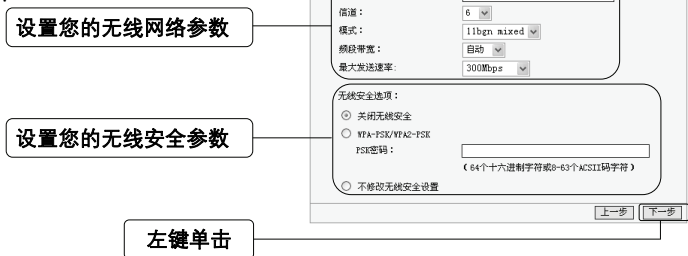 设置您的无线网络参数
信道：
6
模式：
11bgn mixed
频段带宽：
自动
最大发送速率:
300Mbps
无线安全选项：
设置您的无线安全参数
关闭无线安全
WPA-PSK/WPA2-PSK
PSK密码：
（64个十六进制字符或8-63个ACSII码字符）
不修改无线安全设置
上一步
下一步
左键单击